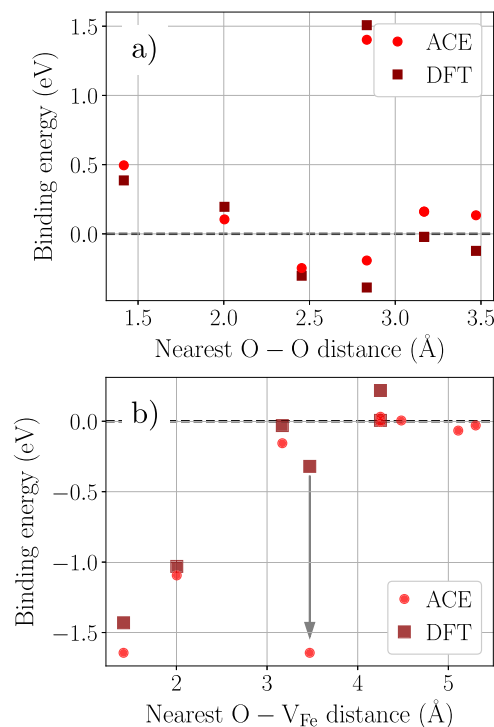 a)
ACE
DFT
1.5
1.0
0.5
0.0
Binding energy (eV)
1.5 2.0 2.5 3.0 3.5
Nearest O − O distance (Å)
b)
0.0
−0.5
−1.0
−1.5
Binding energy (eV)
ACE
DFT
2 3 4 5
Nearest O − V_Fe distance (Å)